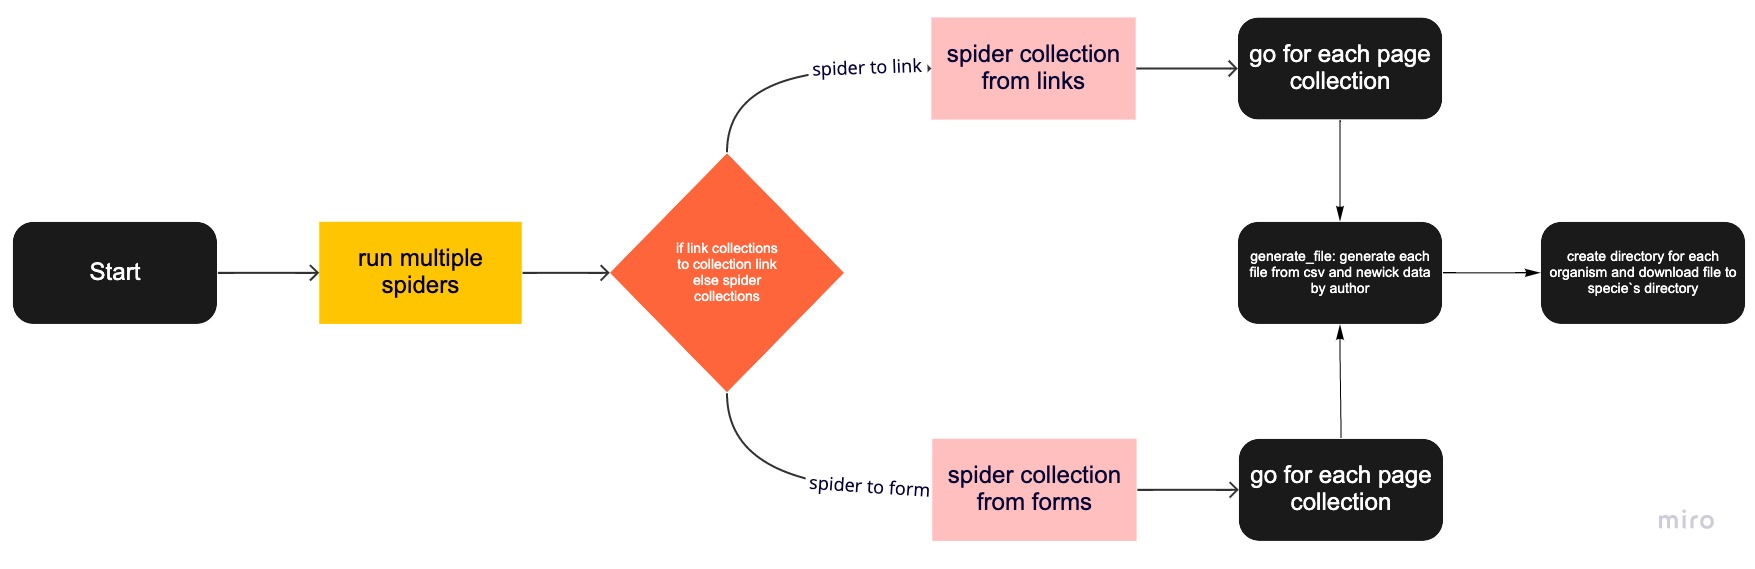 Start
run multiple
spiders
if link collections
to collection link
else spider
collections
spider to link
spider collection
from links
go for each page
collection
generate_file: generate each
file from csv and newick data
by author
create directory for each
organism and download file to
specie`s directory
spider to form
spider collection
from forms
go for each page
collection
miro